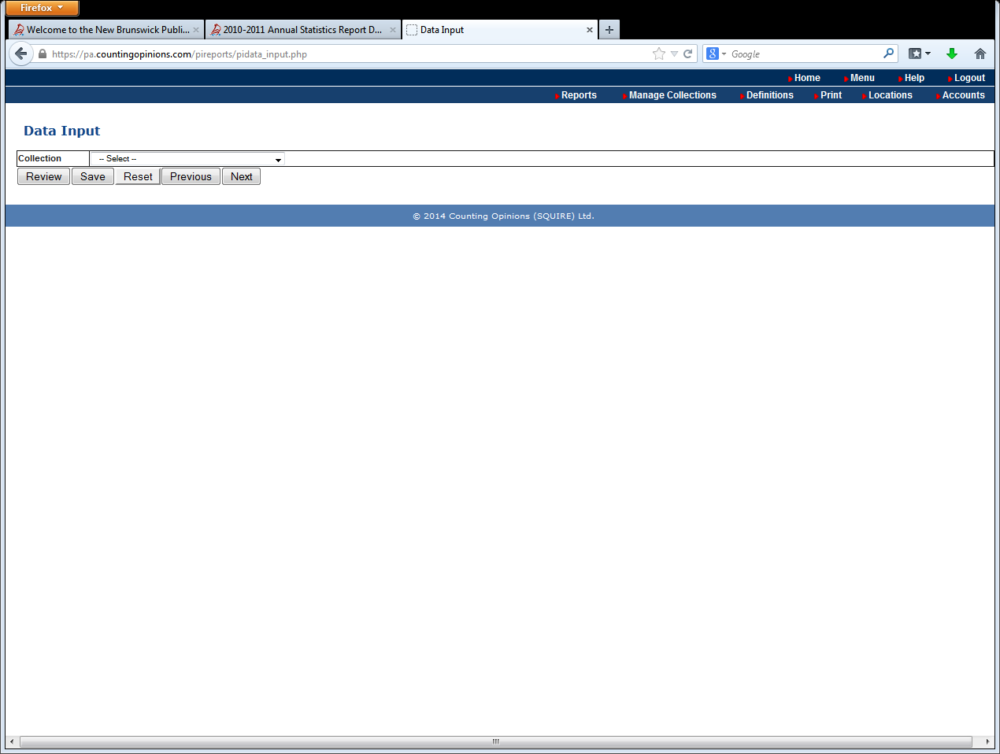 Firefox
Welcome to the New Brunswick Publi...
2010-2011 Annual Statistics Report D...
Data Input
https://pa.countingopinions.com/pireports/pidata_input.php
Google
Home Menu Help Logout
Reports Manage Collections Definitions Print Locations Accounts
Data Input
Collection -- Select --
Review Save Reset Previous Next
© 2014 Counting Opinions (SQUIRE) Ltd.